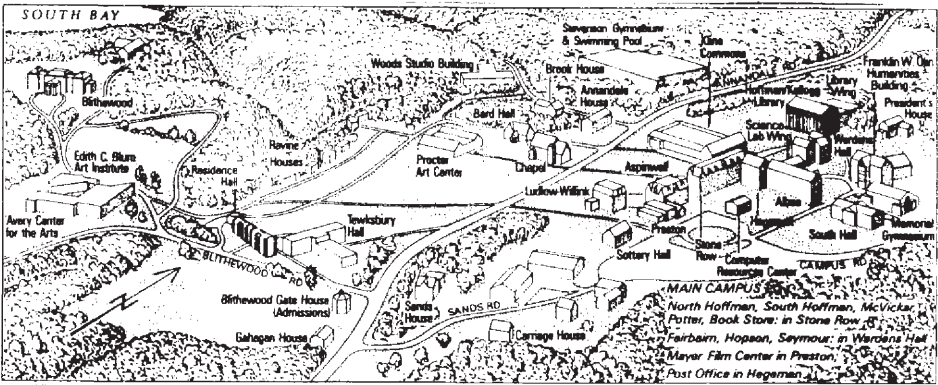 SOUTH BAY
Stevenson Gymnasium
& Swimming Pool
Kline
Commons
ANNANDALE RD
Woods Studio Building
Brook House
Annandale
House
Hoffman/Kellogg
Library
Library
Wing
Franklin W. Olin
Humanities
Building
President's
House
Blithewood
Bard Hall
Science
Lab Wing
Wardens
Hall
Edith C. Blum
Art Institute
Residence
Hall
Ravine
Houses
Procter
Art Center
Chapel
Aspinwall
Ludlow-Willink
Albee
Avery Center
for the Arts
Tewksbury
Hall
Preston
Hegeman
South Hall
Memorial
Gymnasium
Sottery Hall
Stone
Row
Computer
Resources Center
CAMPUS RD
BLITHEWOOD RD
Blithewood Gate House
(Admissions)
Sands
House
SANDS RD
Gahagan House
Carriage House
MAIN CAMPUS
North Hoffman, South Hoffman, McVickar,
Potter, Book Store: in Stone Row
Fairbairn, Hopson, Seymour: in Wardens Hall
Mayer Film Center in Preston
Post Office in Hegeman